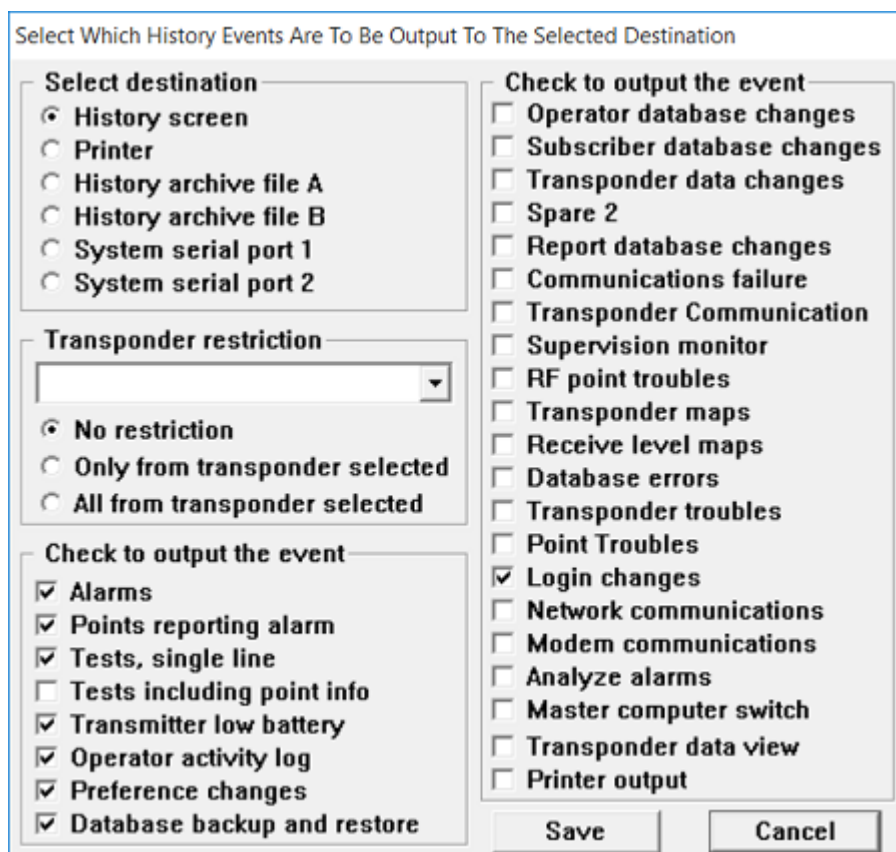 Select Which History Events Are To Be Output To The Selected Destination
Select destination
History screen
Printer
History archive file A
History archive file B
System serial port 1
System serial port 2
Transponder restriction
No restriction
Only from transponder selected
All from transponder selected
Check to output the event
Alarms
Points reporting alarm
Tests, single line
Tests including point info
Transmitter low battery
Operator activity log
Preference changes
Database backup and restore
Check to output the event
Operator database changes
Subscriber database changes
Transponder data changes
Spare 2
Report database changes
Communications failure
Transponder Communication
Supervision monitor
RF point troubles
Transponder maps
Receive level maps
Database errors
Transponder troubles
Point Troubles
Login changes
Network communications
Modem communications
Analyze alarms
Master computer switch
Transponder data view
Printer output
Save
Cancel